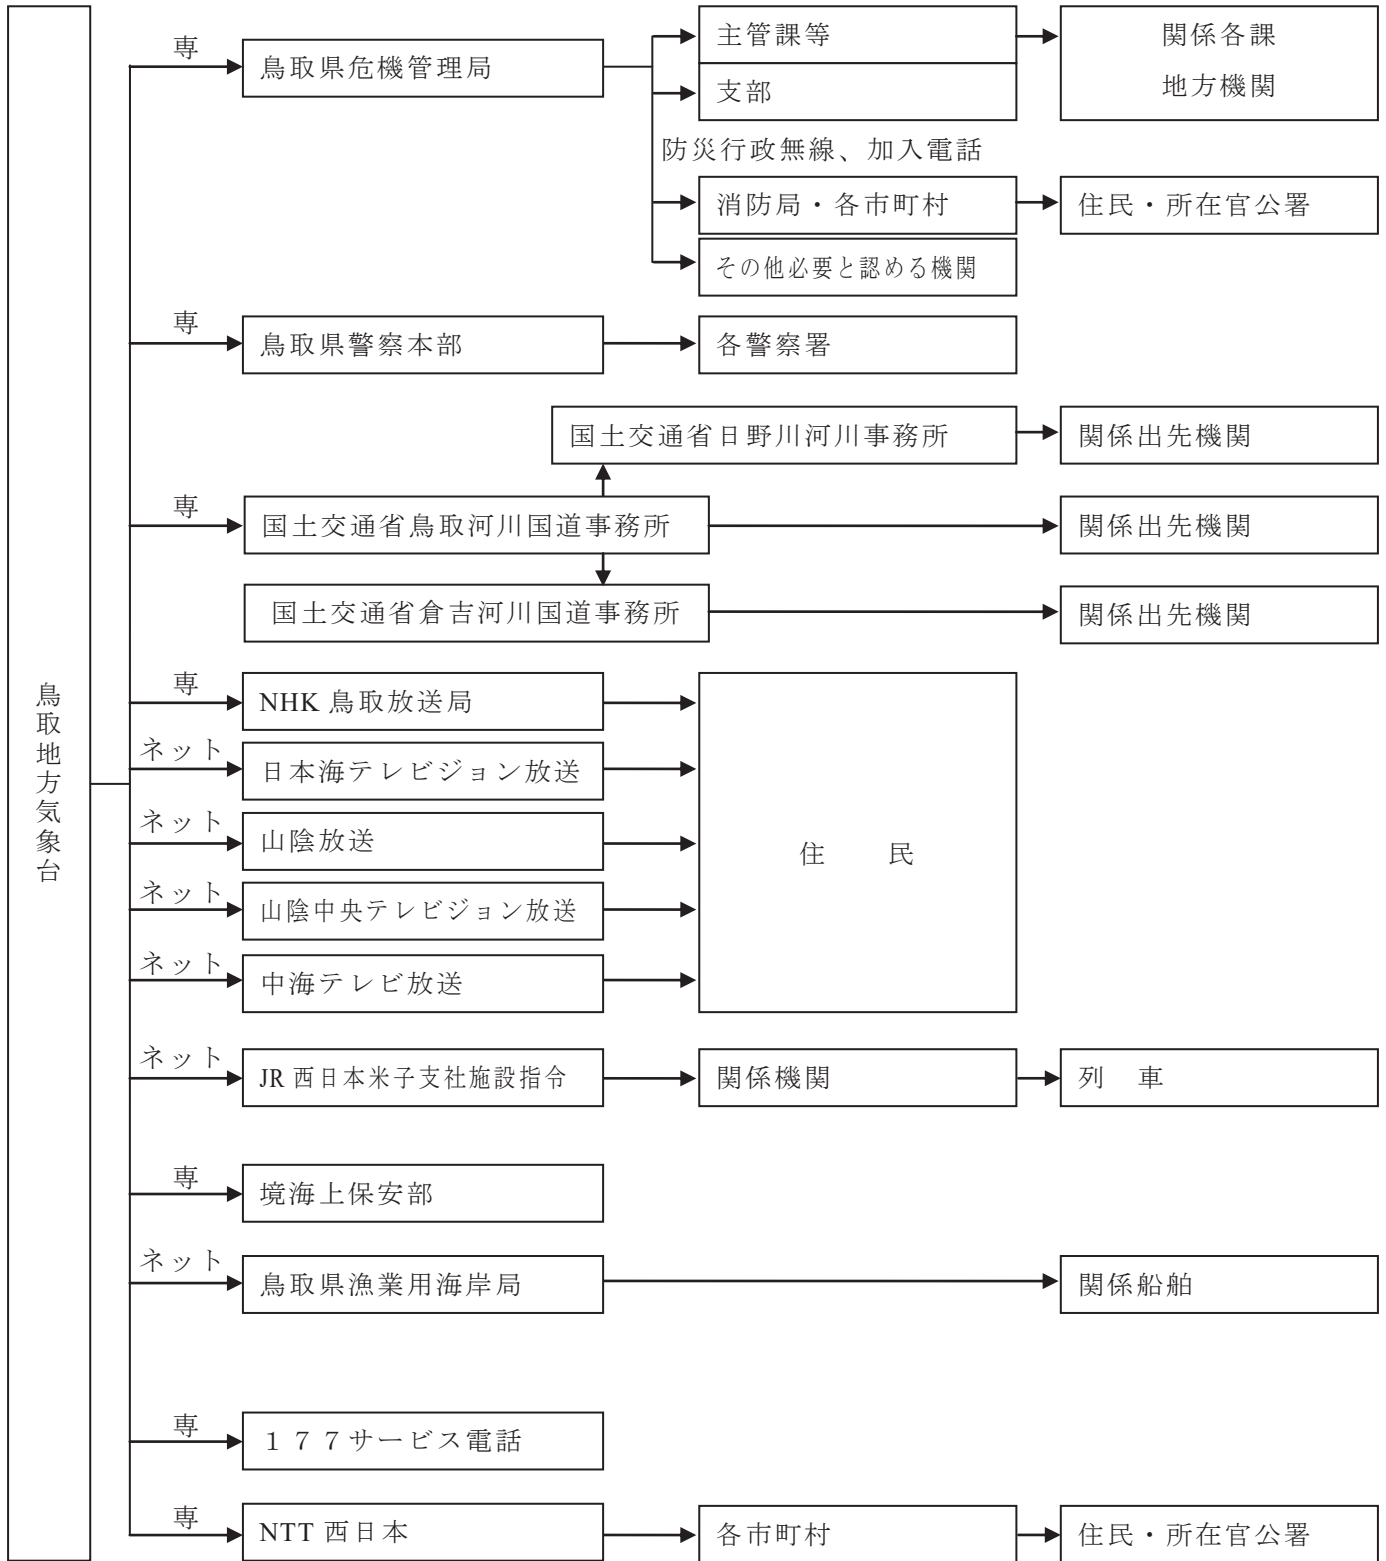 鳥取地方気象台
専
鳥取県危機管理局
主管課等
支部
関係各課
地方機関
防災行政無線、加入電話
消防局・各市町村
住民・所在官公署
その他必要と認める機関
専
鳥取県警察本部
各警察署
国土交通省日野川河川事務所
関係出先機関
専
国土交通省鳥取河川国道事務所
関係出先機関
国土交通省倉吉河川国道事務所
関係出先機関
専
NHK 鳥取放送局
ネット
日本海テレビジョン放送
ネット
山陰放送
住　　民
ネット
山陰中央テレビジョン放送
ネット
中海テレビ放送
ネット
JR 西日本米子支社施設指令
関係機関
列　車
専
境海上保安部
ネット
鳥取県漁業用海岸局
関係船舶
専
１７７サービス電話
専
NTT 西日本
各市町村
住民・所在官公署